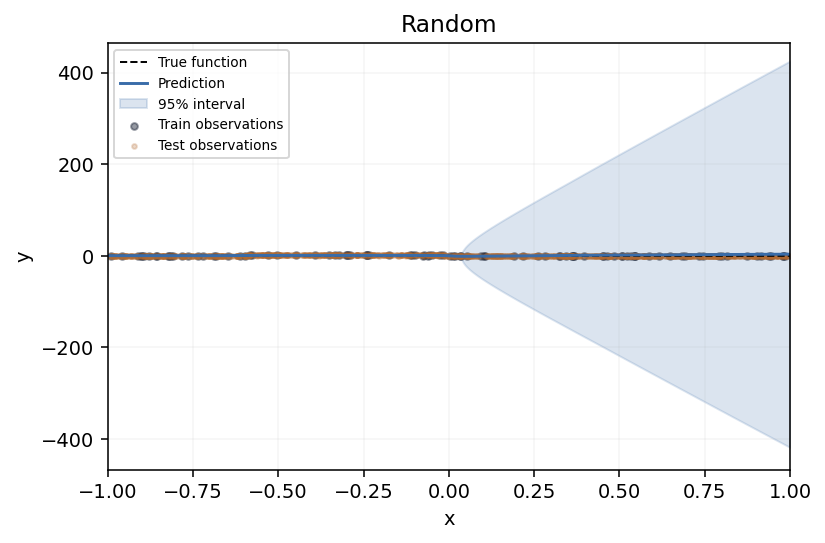 Random
True function
Prediction
95% interval
Train observations
Test observations
400
200
0
−200
−400
y
−1.00 −0.75 −0.50 −0.25 0.00 0.25 0.50 0.75 1.00
x